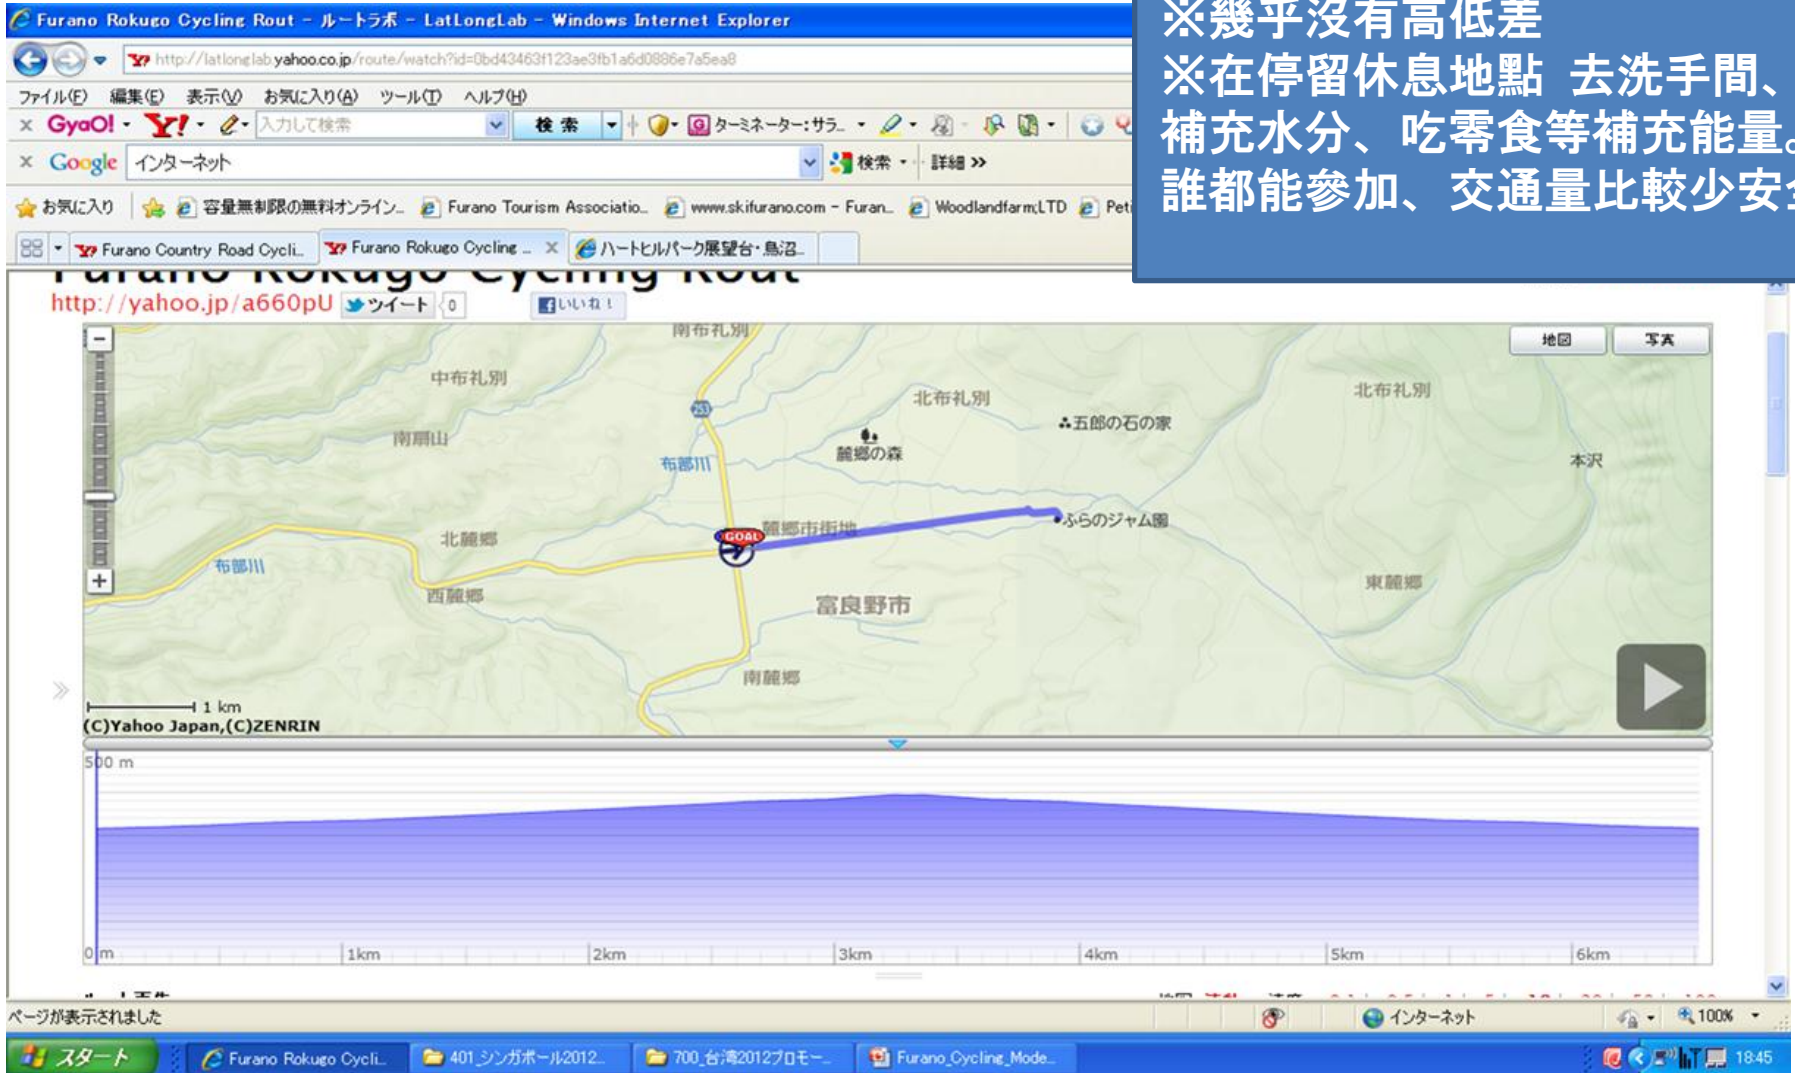 Furano Rokugo Cycling Rout - ルートラボ - LatLongLab - Windows Internet Explorer
※幾乎沒有高低差
※在停留休息地點 去洗手間、
補充水分、吃零食等補充能量。
誰都能參加、交通量比較少安全
http://latlonglab.yahoo.co.jp/route/watch?id=0bd43463f123ae3fb1a6d0886e7a5ea8
ファイル(F) 編集(E) 表示(V) お気に入り(A) ツール(T) ヘルプ(H)
x GyaO! Y! 入力して検索 検索 ターミネーター:サラ...
x Google インターネット 検索 詳細 »
お気に入り 容量無制限の無料オンライン... Furano Tourism Associatio... www.skifurano.com - Furan... Woodlandfarm;LTD Peti
Furano Country Road Cycli... Furano Rokugo Cycling ... X ハートヒルパーク展望台・鳥沼...
Furano Rokugo Cycling Rout
http://yahoo.jp/a660pU ツイート 0 いいね!
地図 写真
南布礼別
中布礼別
北布礼別
北布礼別
253
五郎の石の家
南扇山
麓郷の森
布部川
本沢
ふらのジャム園
麓郷市街地
GOAL
北麓郷
布部川
東麓郷
西麓郷
富良野市
南麓郷
1 km
(C)Yahoo Japan,(C)ZENRIN
500 m
0 m 1km 2km 3km 4km 5km 6km
ページが表示されました インターネット 100%
スタート Furano Rokugo Cycli... 401_シンガポール2012... 700_台湾2012プロモー... Furano_Cycling_Mode... 18:45